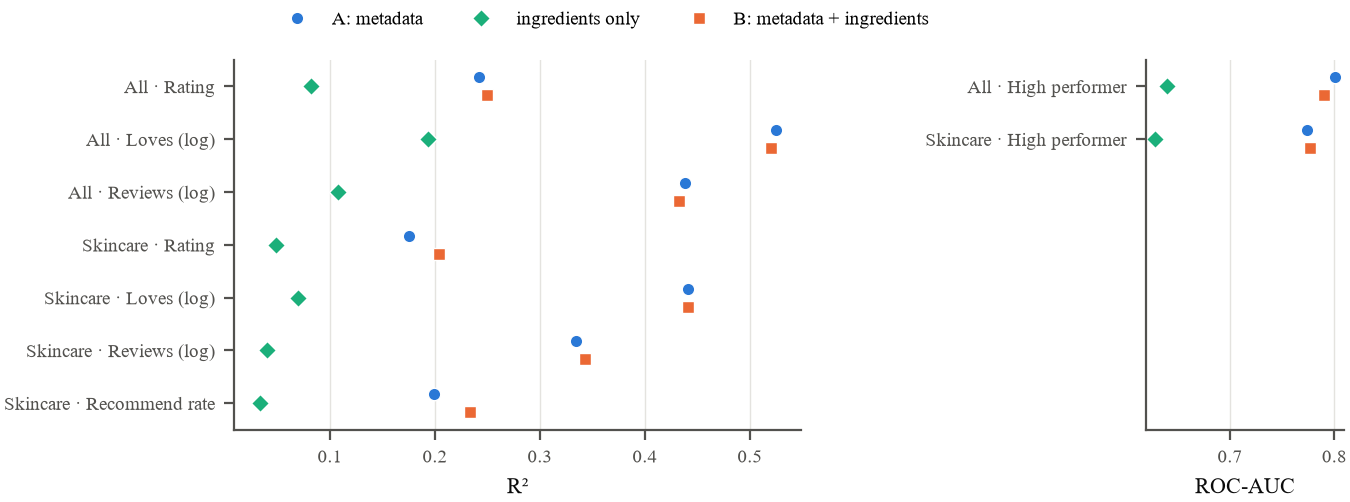 A: metadata
ingredients only
B: metadata + ingredients
All · Rating
All · Loves (log)
All · Reviews (log)
Skincare · Rating
Skincare · Loves (log)
Skincare · Reviews (log)
Skincare · Recommend rate
0.1 0.2 0.3 0.4 0.5
R²
All · High performer
Skincare · High performer
0.7 0.8
ROC-AUC